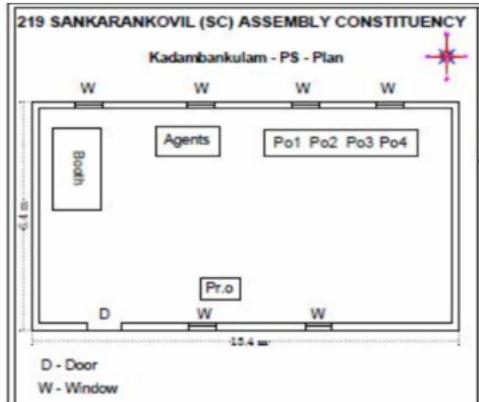 219 SANKARANKOVIL (SC) ASSEMBLY CONSTITUENCY
Kadambankulam - PS - Plan
W W W W
Booth
Agents
Po1 Po2 Po3 Po4
6.4 m
Pr.o
D W W
15.4 m
D - Door
W - Window